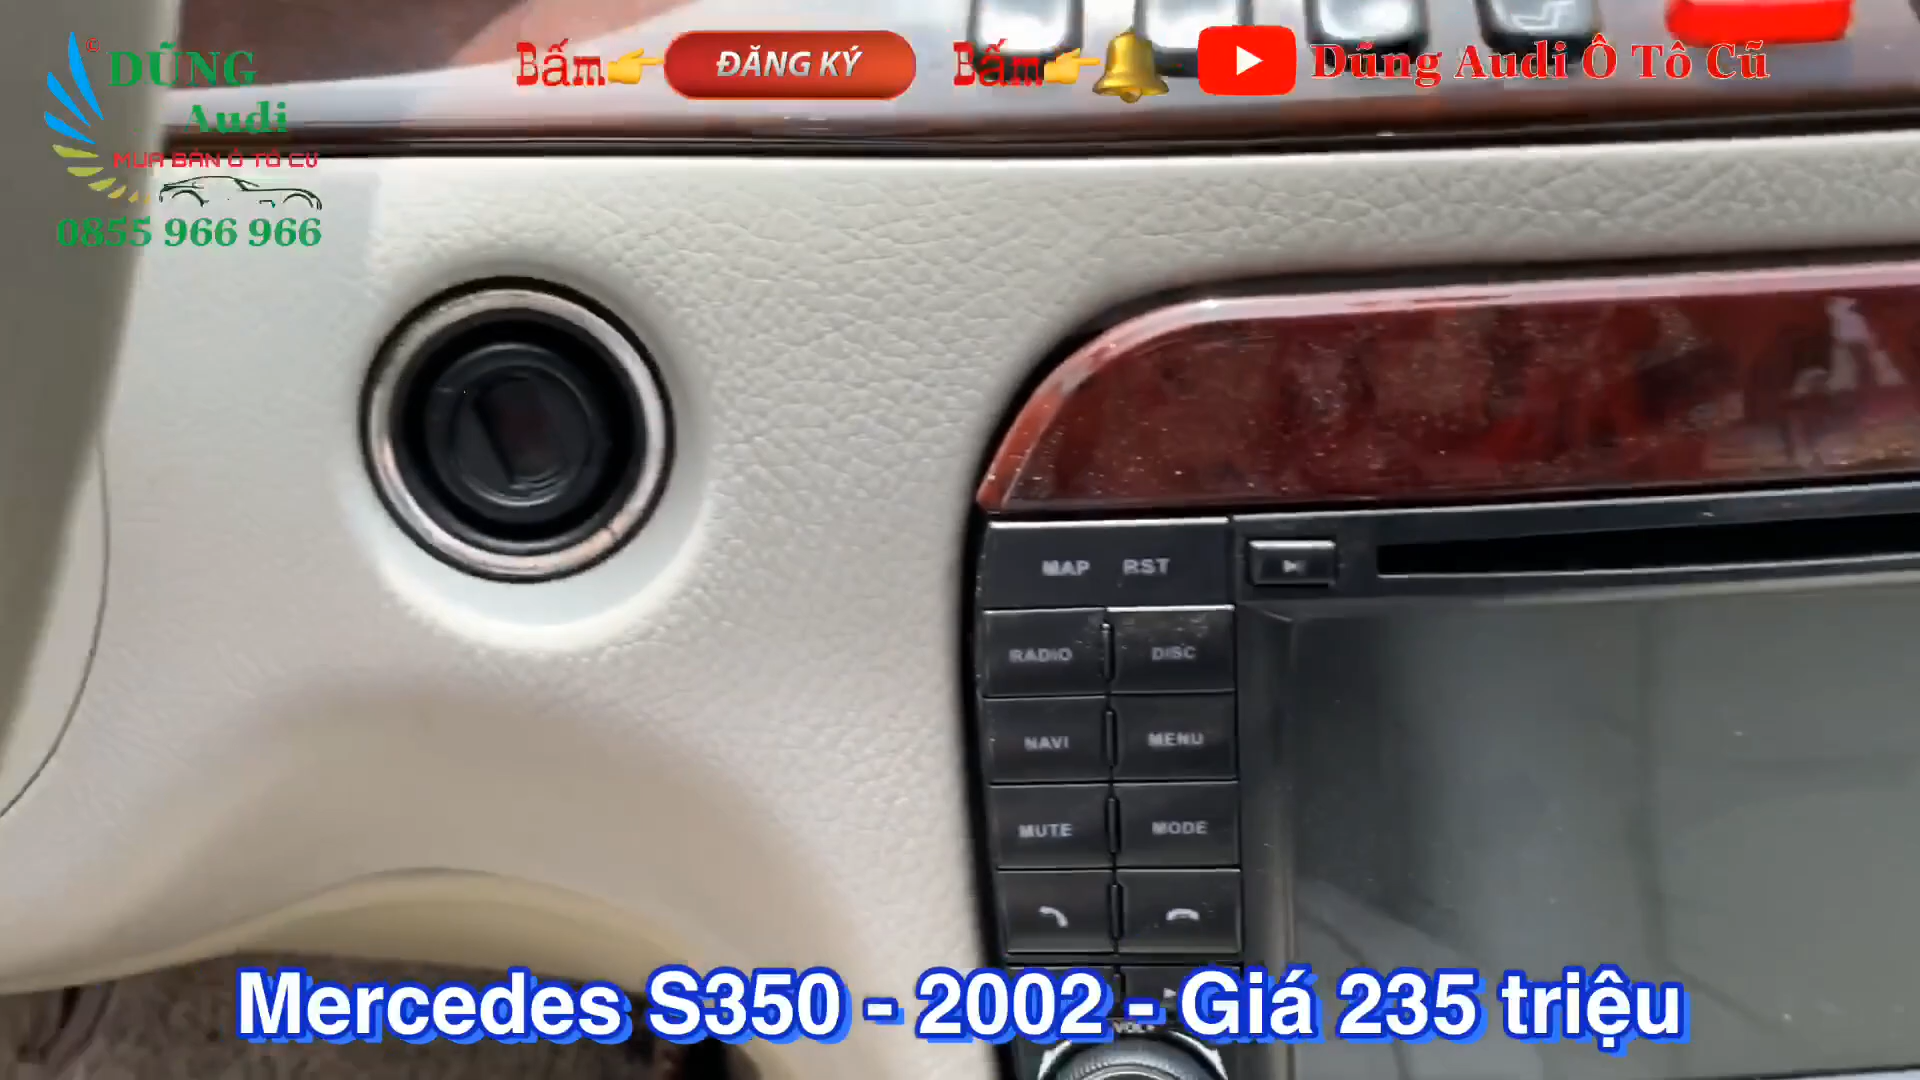 © DŨNG
Audi
MUA BÁN Ô TÔ CŨ
0855 966 966
Bấm ĐĂNG KÝ Bấm Dũng Audi Ô Tô Cũ
MAP RST
RADIO DISC
NAVI MENU
MUTE MODE
VOL+
Mercedes S350 - 2002 - Giá 235 triệu